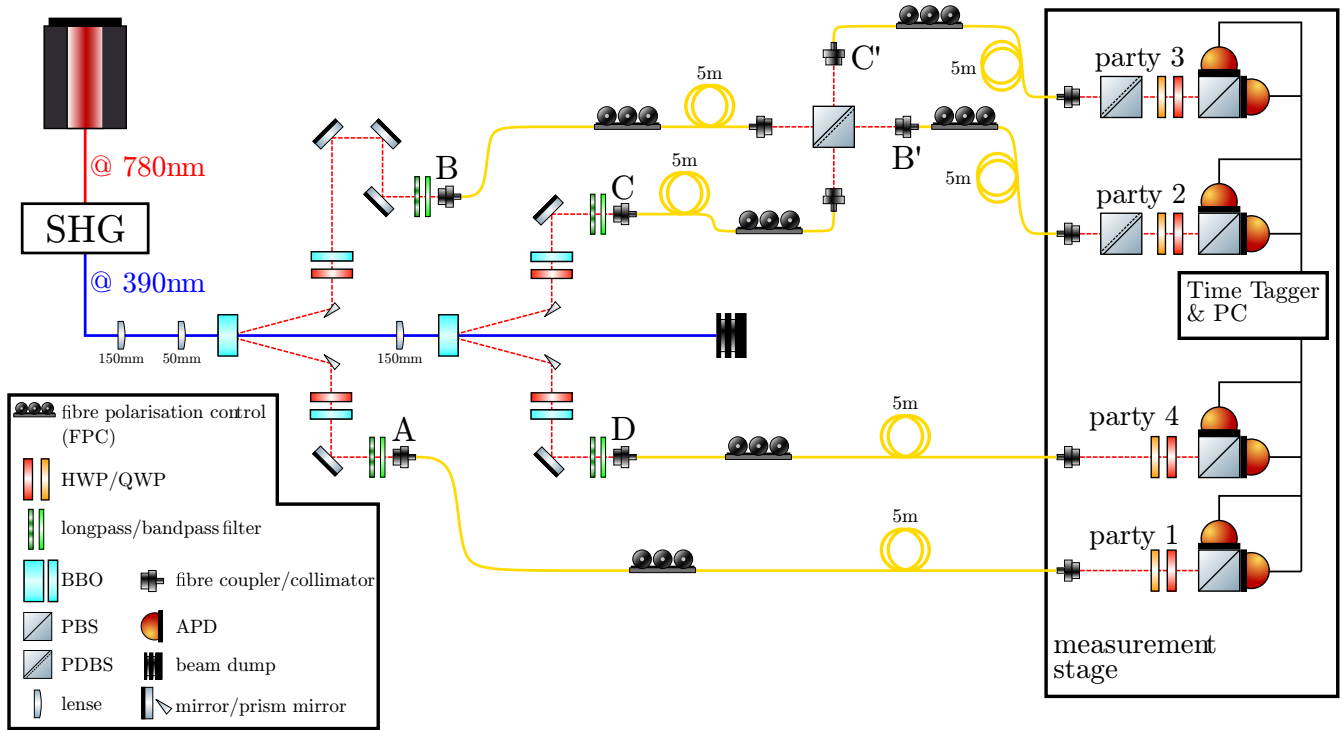 @ 780nm
SHG
@ 390nm
150mm
50mm
150mm
B
C
A
D
5m
5m
C'
B'
5m
5m
5m
5m
party 3
party 2
Time Tagger
& PC
party 4
party 1
measurement
stage
fibre polarisation control
(FPC)
HWP/QWP
longpass/bandpass filter
BBO
fibre coupler/collimator
PBS
APD
PDBS
beam dump
lense
mirror/prism mirror